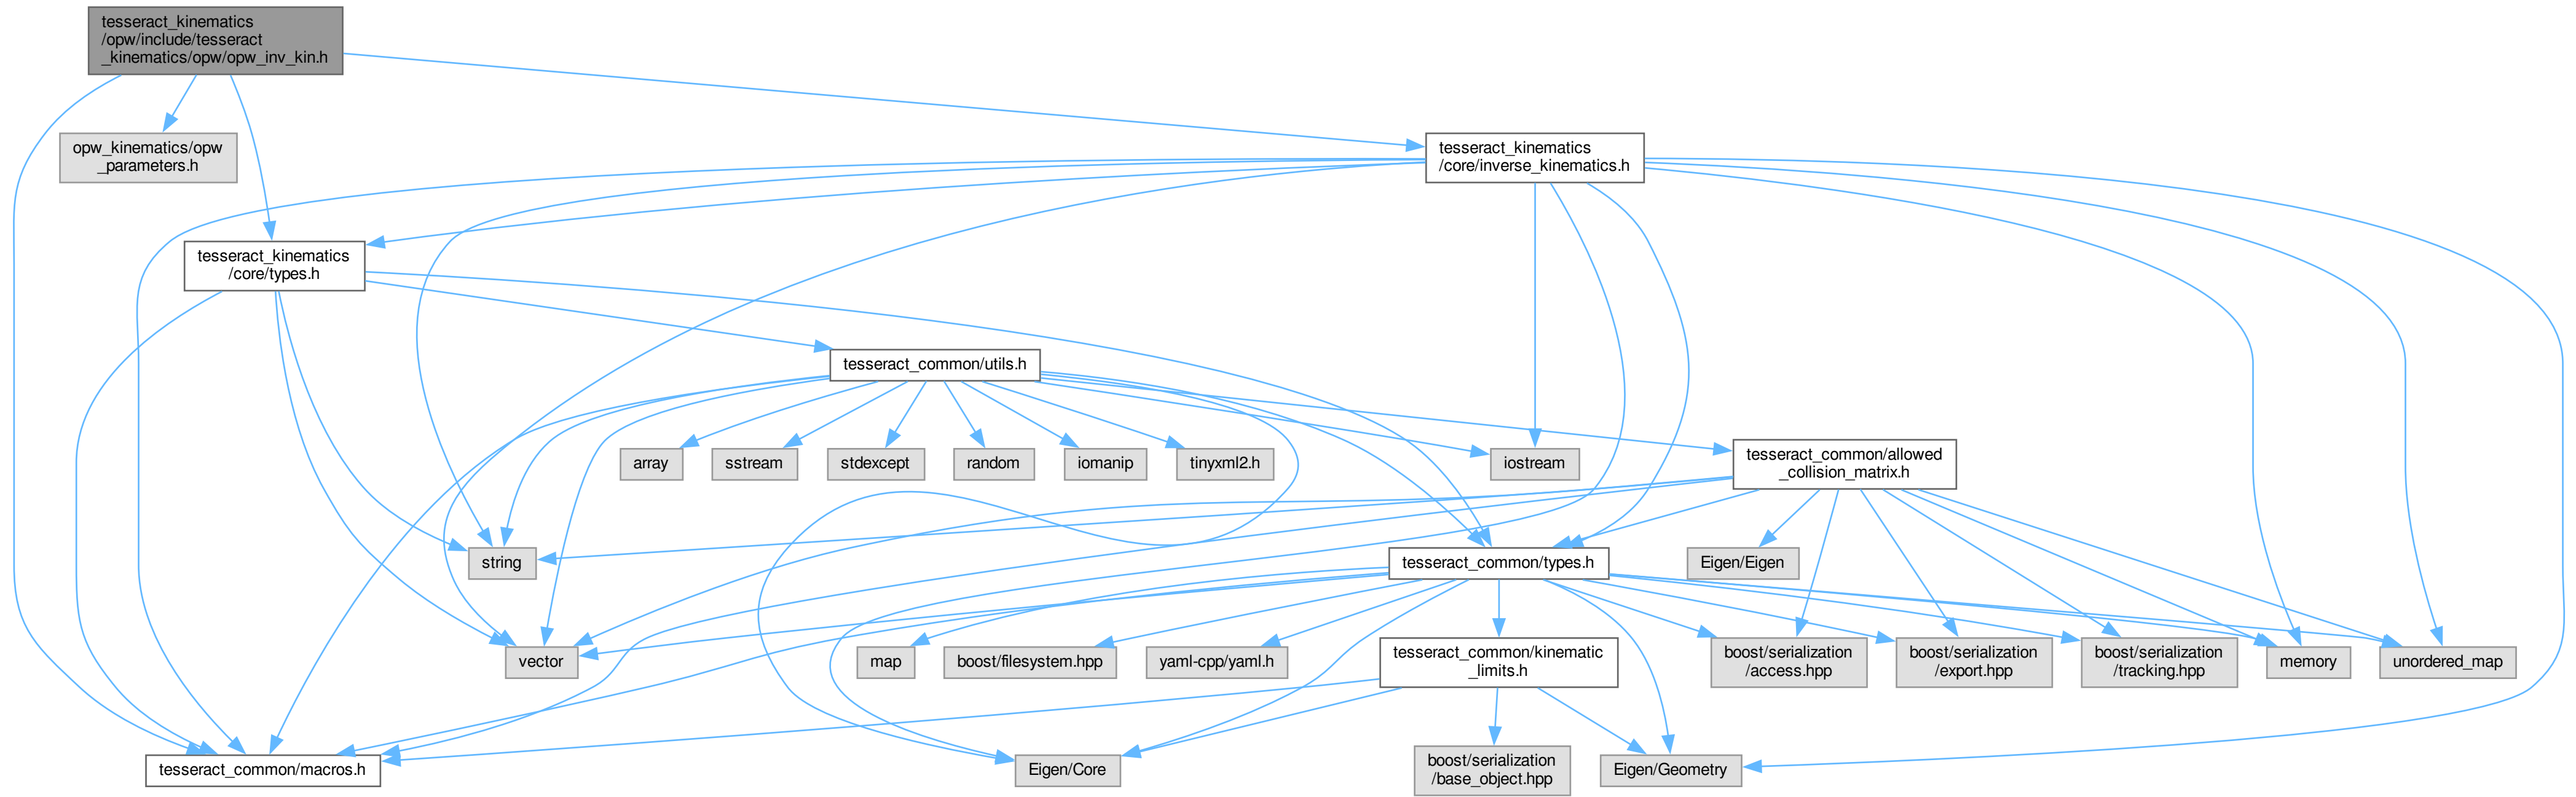 tesseract_kinematics
/opw/include/tesseract
_kinematics/opw/opw_inv_kin.h
opw_kinematics/opw
_parameters.h
tesseract_kinematics
/core/inverse_kinematics.h
tesseract_kinematics
/core/types.h
tesseract_common/utils.h
array
sstream
stdexcept
random
iomanip
tinyxml2.h
iostream
tesseract_common/allowed
_collision_matrix.h
string
tesseract_common/types.h
Eigen/Eigen
vector
map
boost/filesystem.hpp
yaml-cpp/yaml.h
tesseract_common/kinematic
_limits.h
boost/serialization
/access.hpp
boost/serialization
/export.hpp
boost/serialization
/tracking.hpp
memory
unordered_map
tesseract_common/macros.h
Eigen/Core
boost/serialization
/base_object.hpp
Eigen/Geometry